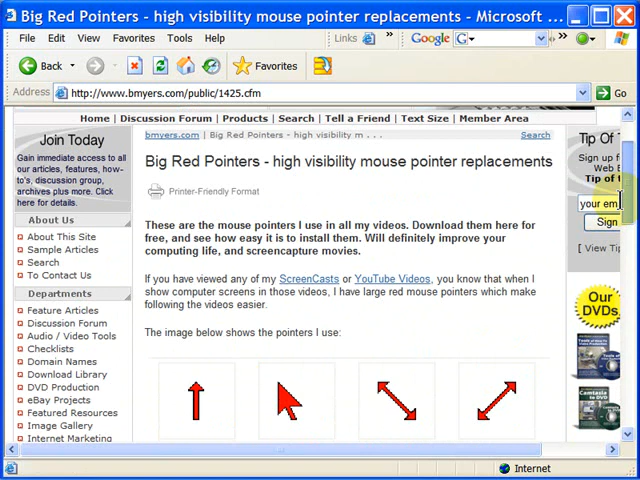 Big Red Pointers - high visibility mouse pointer replacements - Microsoft ...
File Edit View Favorites Tools Help
Links
Google
Back
Favorites
Address http://www.bmyers.com/public/1425.cfm
Go
Home | Discussion Forum | Products | Search | Tell a Friend | Text Size | Member Area
Join Today
Gain immediate access to all our articles, features, how-
to's, discussion group,
archives plus more. Click
here for details.
About Us
About This Site
Sample Articles
Search
To Contact Us
Departments
Feature Articles
Discussion Forum
Audio / Video Tools
Checklists
Domain Names
Download Library
DVD Production
eBay Projects
Featured Resources
Image Gallery
Internet Marketing
bmyers.com | Big Red Pointers - high visibility m . . .
Search
Big Red Pointers - high visibility mouse pointer replacements
Printer-Friendly Format
These are the mouse pointers I use in all my videos. Download them here for
free, and see how easy it is to install them. Will definitely improve your
computing life, and screencapture movies.
If you have viewed any of my ScreenCasts or YouTube Videos, you know that when I
show computer screens in those videos, I have large red mouse pointers which make
following the videos easier.
The image below shows the pointers I use:
Tip Of
Sign up f
Web
Tip of t
your em
Sign
[ View Tip
Our
DVDs
Internet